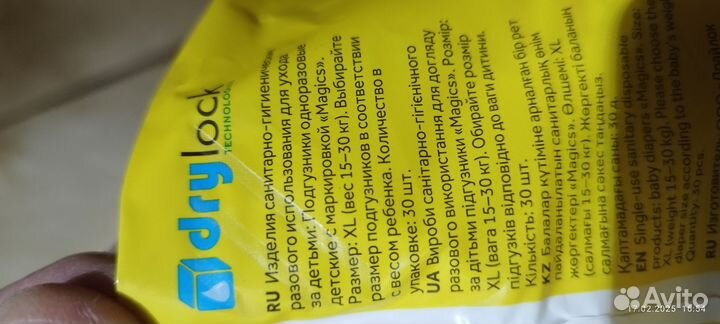 drylock
TECHNOLOGIES
RU Изделия санитарно-гигиенические
разового использования для ухода
за детьми: Подгузники одноразовые
детские с маркировкой «Magics».
Размер: XL (вес 15-30 кг). Выбирайте
размер подгузников в соответствии
с весом ребенка. Количество в
упаковке: 30 шт.
UA Вироби санітарно-гігієнічного
разового використання для догляду
за дітьми підгузники «Magics». Розмір:
XL (вага 15-30 кг). Обирайте розмір
підгузків відповідно до ваги дитини.
Кількість: 30 шт.
KZ Балалар күтіміне арналған бір рет
пайдаланылатын санитарлық өнім
жөргектері «Magics». Өлшемі: XL
(салмағы 15-30 кг) Жөргекті баланың
салмағына сәкес таңдаңыз.
Қаптамадағы саны: 30 д
EN Single-use sanitary disposable
products: baby diapers «Magics». Size:
XL (weight 15-30 kg). Please choose the
diaper size according to the baby's weight
Quantity: 30 pcs.
RU
Avito
17.02.2025 16:54